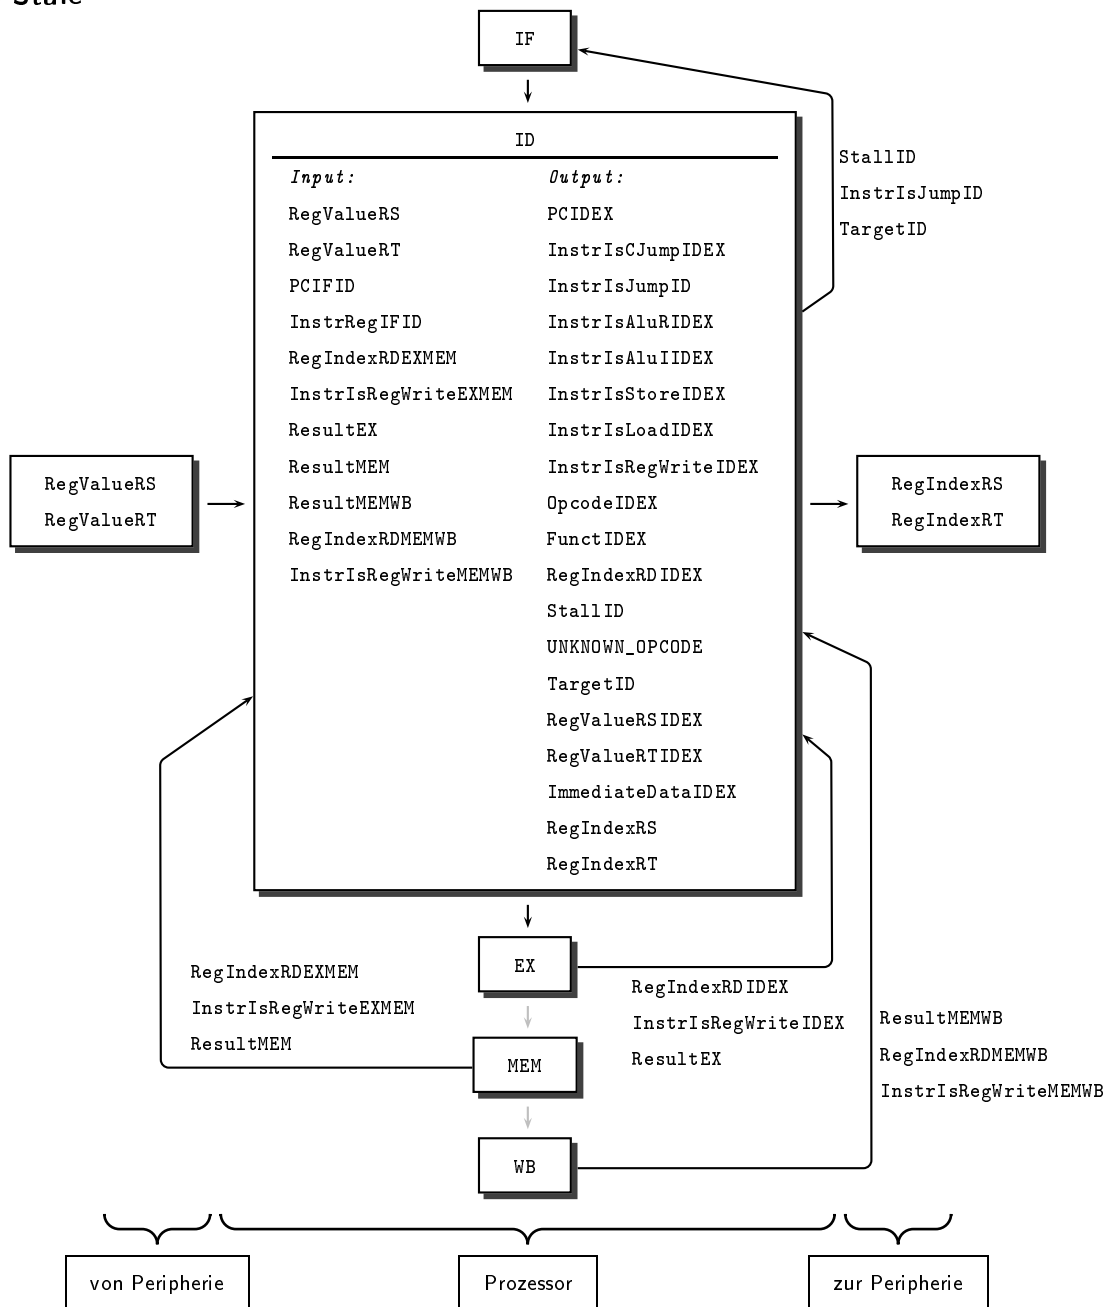 IF
ID
Input:
RegValueRS
RegValueRT
PCIFID
InstrRegIFID
RegIndexRDEXMEM
InstrIsRegWriteEXMEM
ResultEX
ResultMEM
ResultMEMWB
RegIndexRDMEMWB
InstrIsRegWriteMEMWB
Output:
PCIDEX
InstrIsCJumpIDEX
InstrIsJumpID
InstrIsAluRIDEX
InstrIsAluIIDEX
InstrIsStoreIDEX
InstrIsLoadIDEX
InstrIsRegWriteIDEX
OpcodeIDEX
FunctIDEX
RegIndexRDIDEX
StallID
UNKNOWN_OPCODE
TargetID
RegValueRSIDEX
RegValueRTIDEX
ImmediateDataIDEX
RegIndexRS
RegIndexRT
StallID
InstrIsJumpID
TargetID
RegValueRS
RegValueRT
RegIndexRS
RegIndexRT
EX
RegIndexRDEXMEM
InstrIsRegWriteEXMEM
ResultMEM
RegIndexRDIDEX
InstrIsRegWriteIDEX
ResultEX
ResultMEMWB
RegIndexRDMEMWB
InstrIsRegWriteMEMWB
MEM
WB
von Peripherie
Prozessor
zur Peripherie